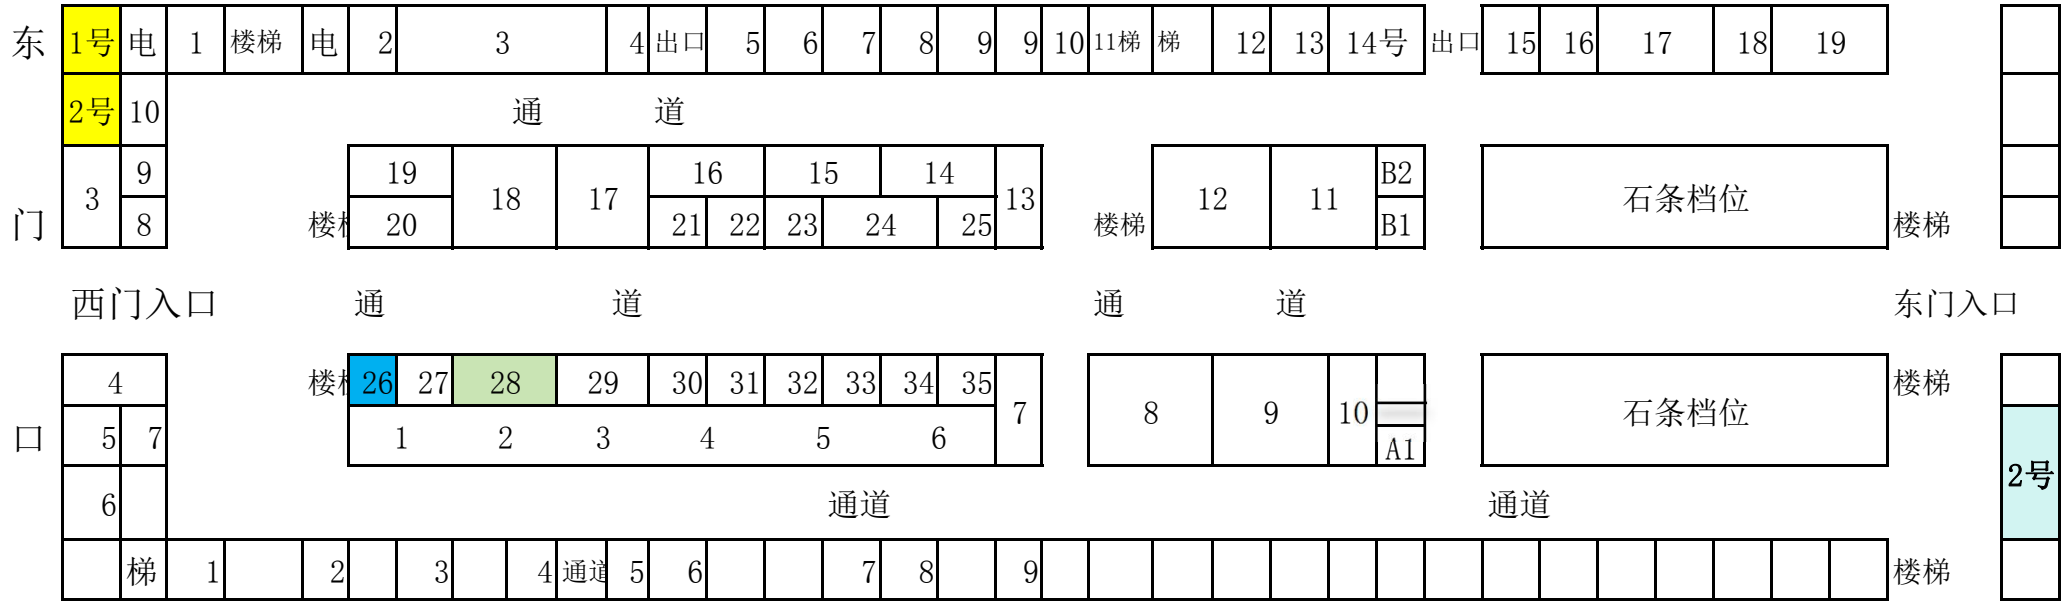 东 1号 电 1 楼梯 电 2 3 4 出口 5 6 7 8 9 9 10 11梯 梯 12 13 14号 出口 15 16 17 18 19
2号 10 通 道
3 9 19 18 17 16 15 14 13 12 11 B2 石条档位
门 8 楼梯 20 21 22 23 24 25 楼梯 B1 楼梯
西门入口 通 道 通 道 东门入口
4 楼梯 26 27 28 29 30 31 32 33 34 35 楼梯
7 8 9 10 石条档位
口 5 7 1 2 3 4 5 6 A1
2号
6 通道 通道
梯 1 2 3 4 通道 5 6 7 8 9 楼梯